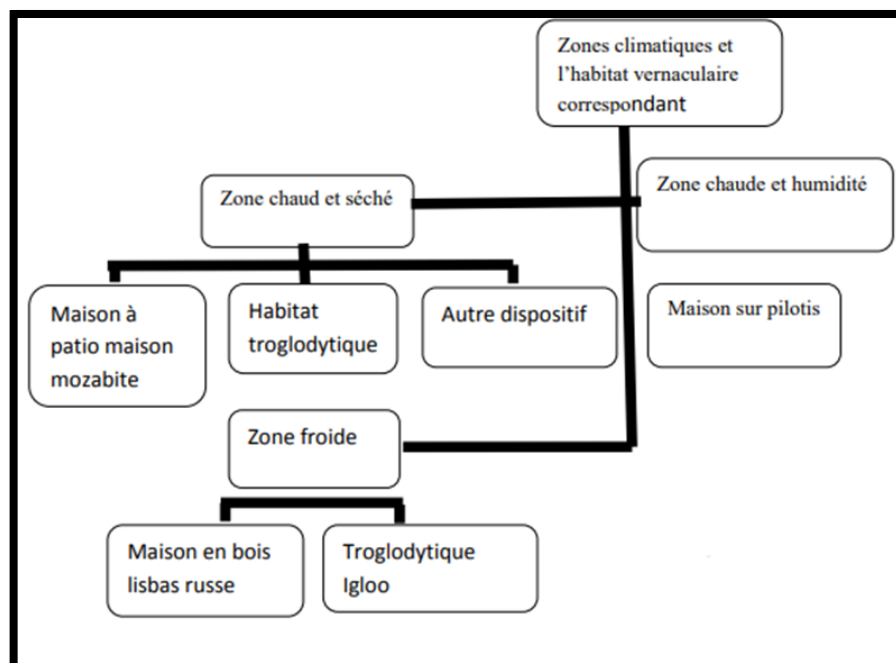 Zones climatiques et
l'habitat vernaculaire
correspondant
Zone chaud et séché
Zone chaude et humidité
Maison à
patio maison
mozabite
Habitat
troglodytique
Autre dispositif
Maison sur pilotis
Zone froide
Maison en bois
lisbas russe
Troglodytique
Igloo